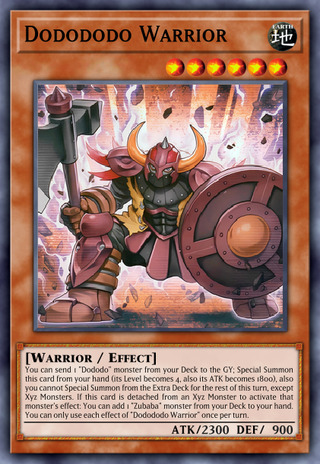 DODODODO WARRIOR
EARTH
地
[WARRIOR / EFFECT]
You can send 1 "Dododo" monster from your Deck to the GY; Special Summon
this card from your hand (its Level becomes 4, also its ATK becomes 1800), also
you cannot Special Summon from the Extra Deck for the rest of this turn, except
Xyz Monsters. If this card is detached from an Xyz Monster to activate that
monster's effect: You can add 1 "Zubaba" monster from your Deck to your hand.
You can only use each effect of "Dodododo Warrior" once per turn.
ATK/2300 DEF/ 900